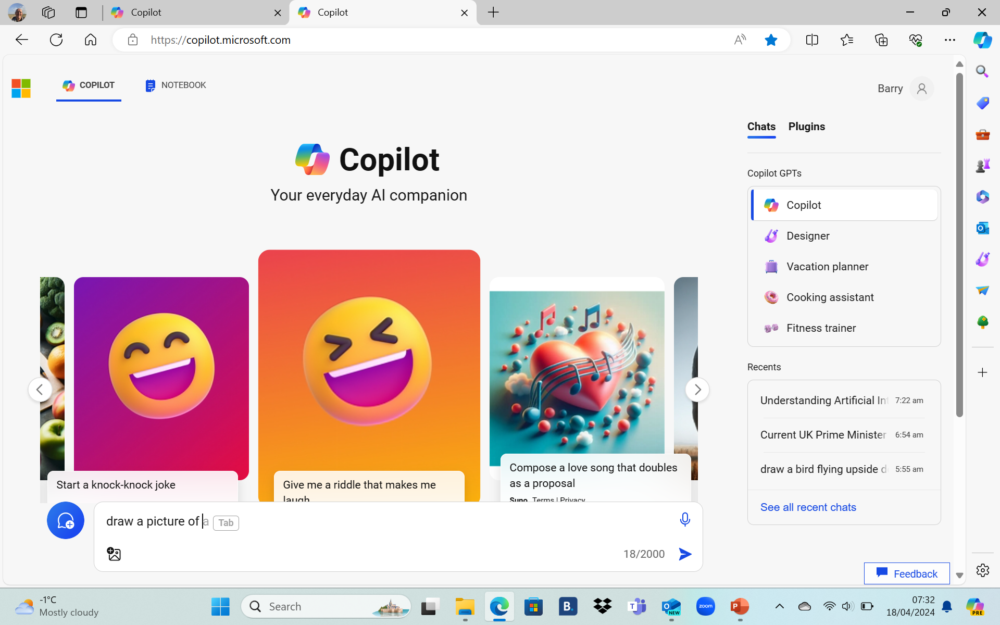 Copilot
Copilot
https://copilot.microsoft.com
COPILOT
NOTEBOOK
Barry
Chats
Plugins
Copilot
Your everyday AI companion
Copilot GPTs
Copilot
Designer
Vacation planner
Cooking assistant
Fitness trainer
Recents
Understanding Artificial Int 7:22 am
Current UK Prime Minister 6:54 am
draw a bird flying upside d 5:55 am
See all recent chats
Start a knock-knock joke
Give me a riddle that makes me
laugh
Compose a love song that doubles
as a proposal
Suno Terms | Privacy
draw a picture of a Tab
18/2000
Feedback
-1°C
Mostly cloudy
Search
B.
T
O
NEW
zoom
P
07:32
18/04/2024
PRE